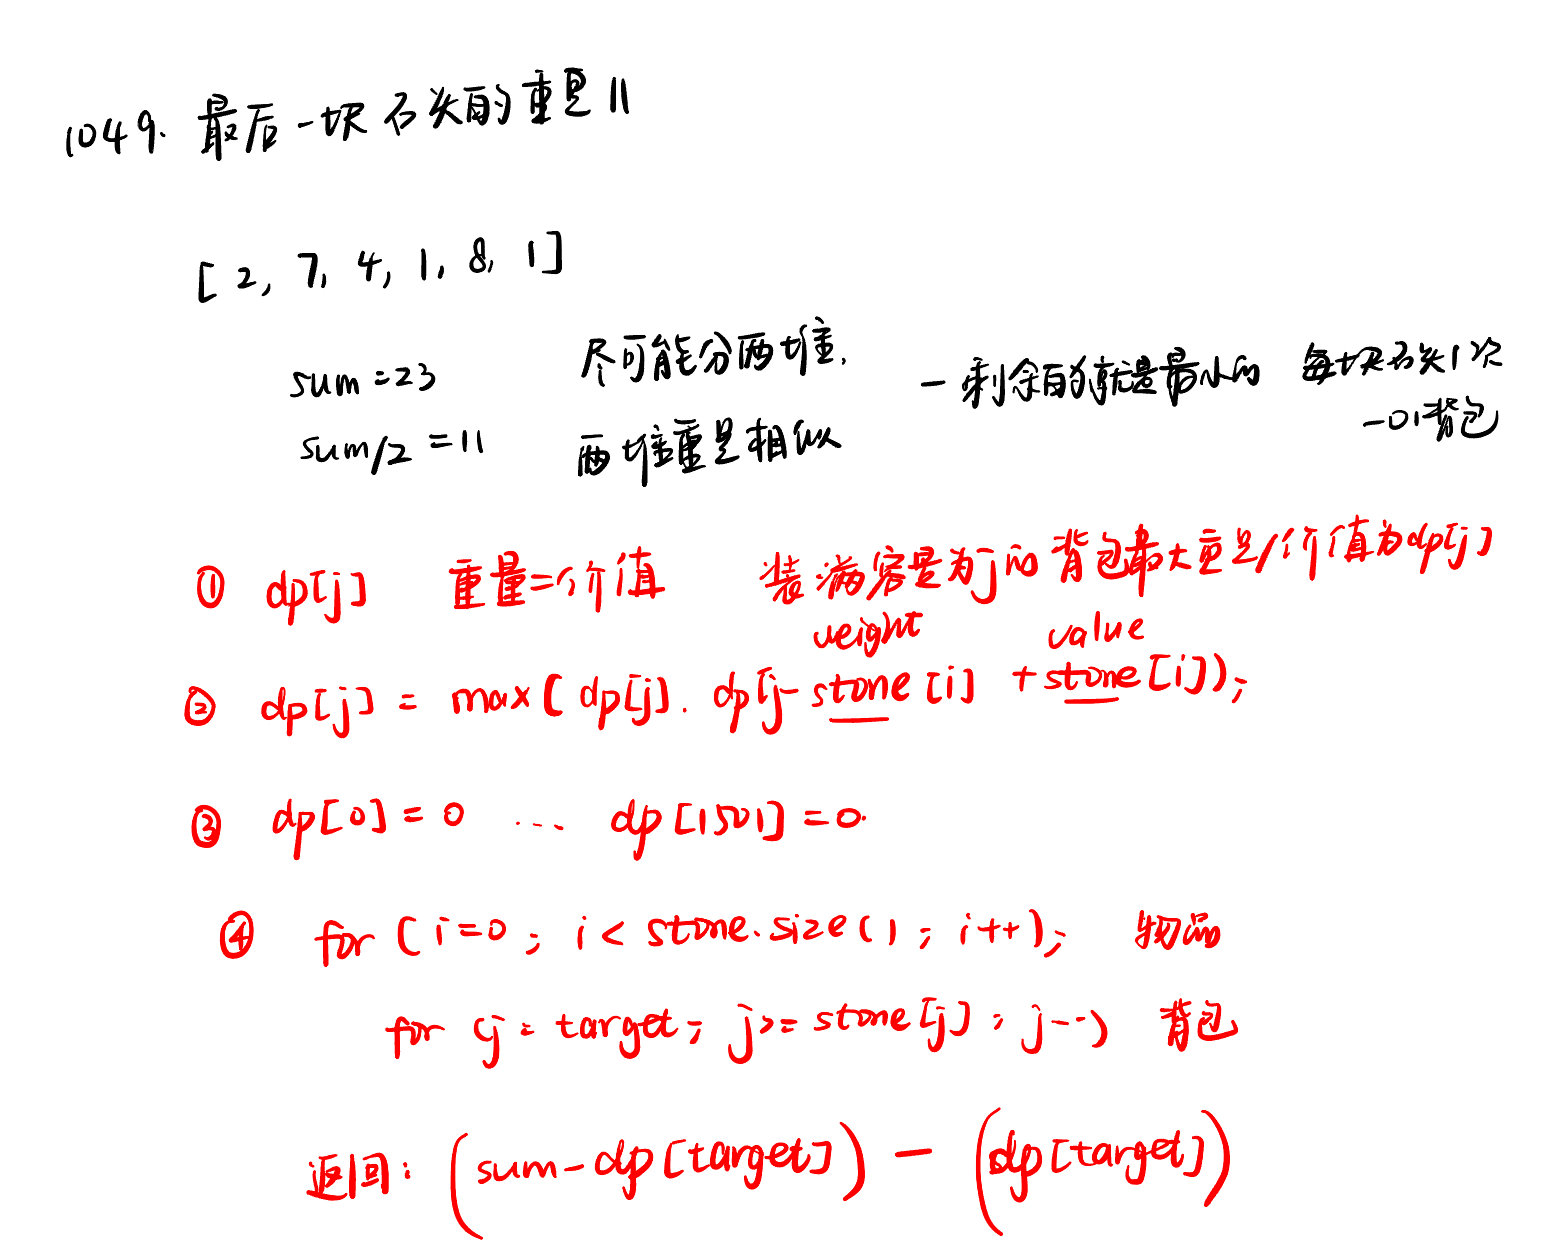 1049. 最后一块石头的重量 II
[2, 7, 4, 1, 8, 1]
sum = 23 尽可能分两堆, — 剩余的就是最小的 每块石头1次
sum/2 = 11 两堆重量相似 —01背包
① dp[j] 重量=价值 装满容量为j的背包最大重量/价值为dp[j]
weight value
② dp[j] = max( dp[j]. dp[j-stone[i] + stone[i]);
③ dp[0] = 0 ... dp[1501] = 0.
④ for (i=0; i < stone.size(); i++); 物品
for (j = target; j>= stone[j]; j--) 背包
返回: (sum-dp[target]) - (dp[target])